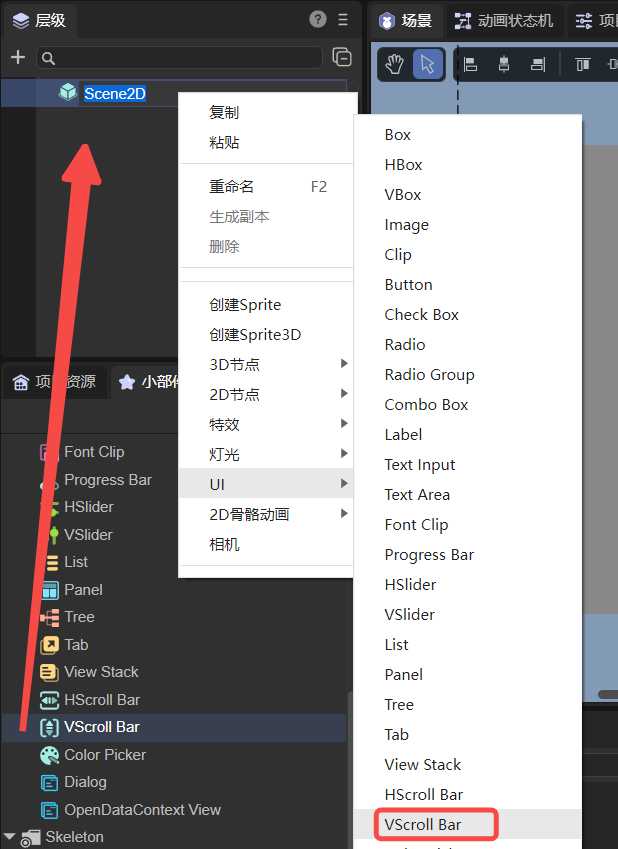 层级
场景
动画状态机
Scene2D
复制
粘贴
重命名 F2
生成副本
删除
创建Sprite
创建Sprite3D
3D节点
2D节点
特效
灯光
UI
2D骨骼动画
相机
Box
HBox
VBox
Image
Clip
Button
Check Box
Radio
Radio Group
Combo Box
Label
Text Input
Text Area
Font Clip
Progress Bar
HSlider
VSlider
List
Panel
Tree
Tab
View Stack
HScroll Bar
VScroll Bar
资源
小部
Font Clip
Progress Bar
HSlider
VSlider
List
Panel
Tree
Tab
View Stack
HScroll Bar
VScroll Bar
Color Picker
Dialog
OpenDataContext View
Skeleton